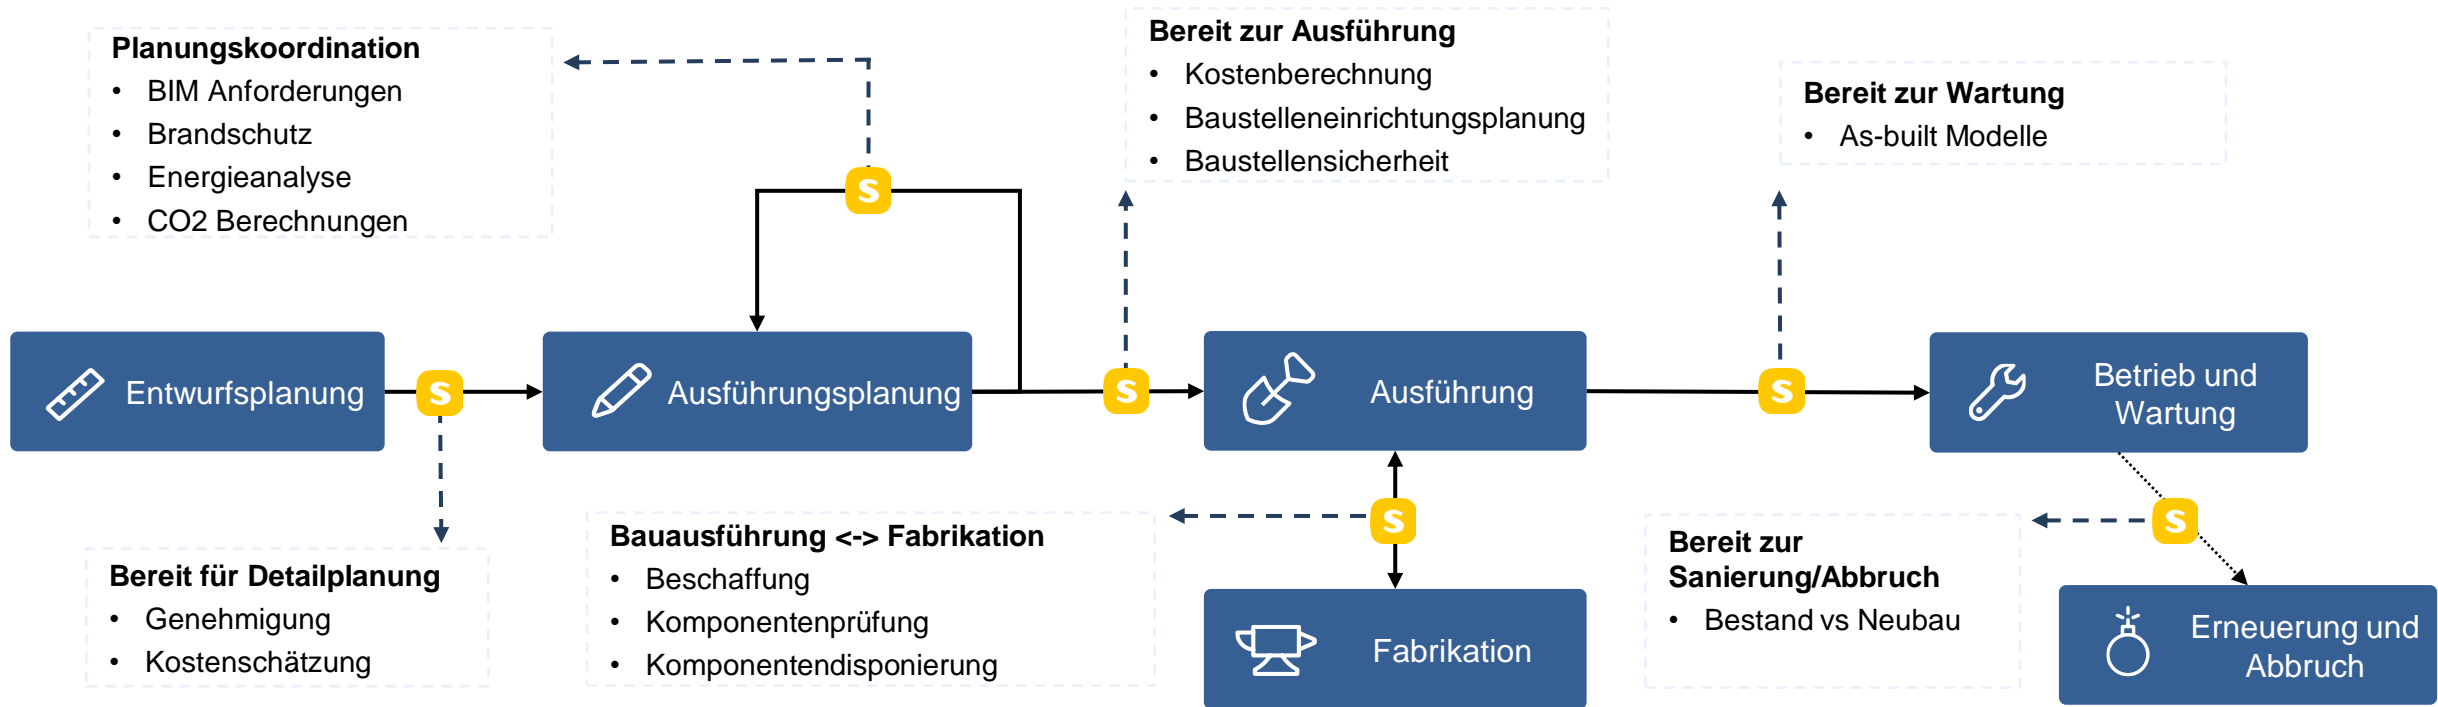 Planungskoordination
• BIM Anforderungen
• Brandschutz
• Energieanalyse
• CO2 Berechnungen
Bereit zur Ausführung
• Kostenberechnung
• Baustelleneinrichtungsplanung
• Baustellensicherheit
Bereit zur Wartung
• As-built Modelle
S
Entwurfsplanung
S
Ausführungsplanung
S
Ausführung
S
Betrieb und
Wartung
Bereit für Detailplanung
• Genehmigung
• Kostenschätzung
Bauausführung <-> Fabrikation
• Beschaffung
• Komponentenprüfung
• Komponentendisponierung
S
Fabrikation
Bereit zur
Sanierung/Abbruch
• Bestand vs Neubau
S
Erneuerung und
Abbruch